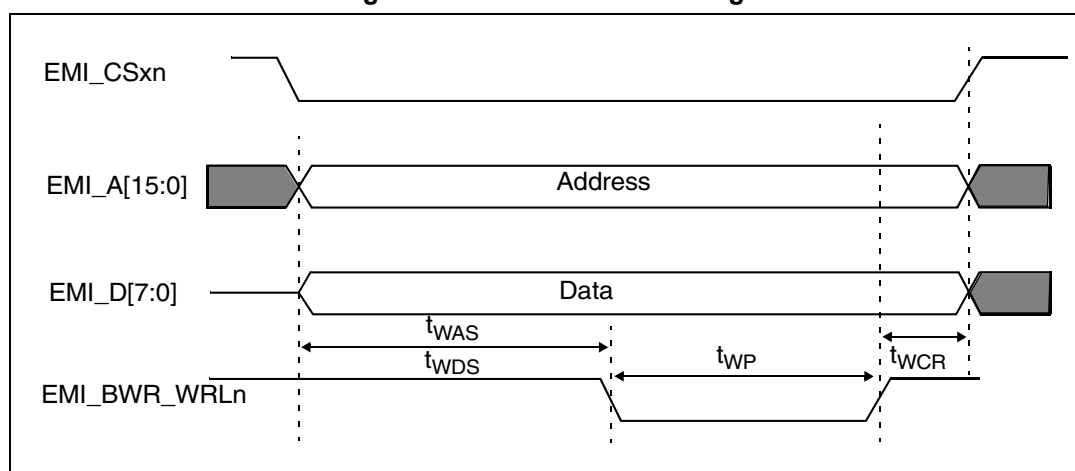 EMI_CSxn
EMI_A[15:0]
Address
EMI_D[7:0]
Data
tWAS
tWDS
tWP
tWCR
EMI_BWR_WRLn